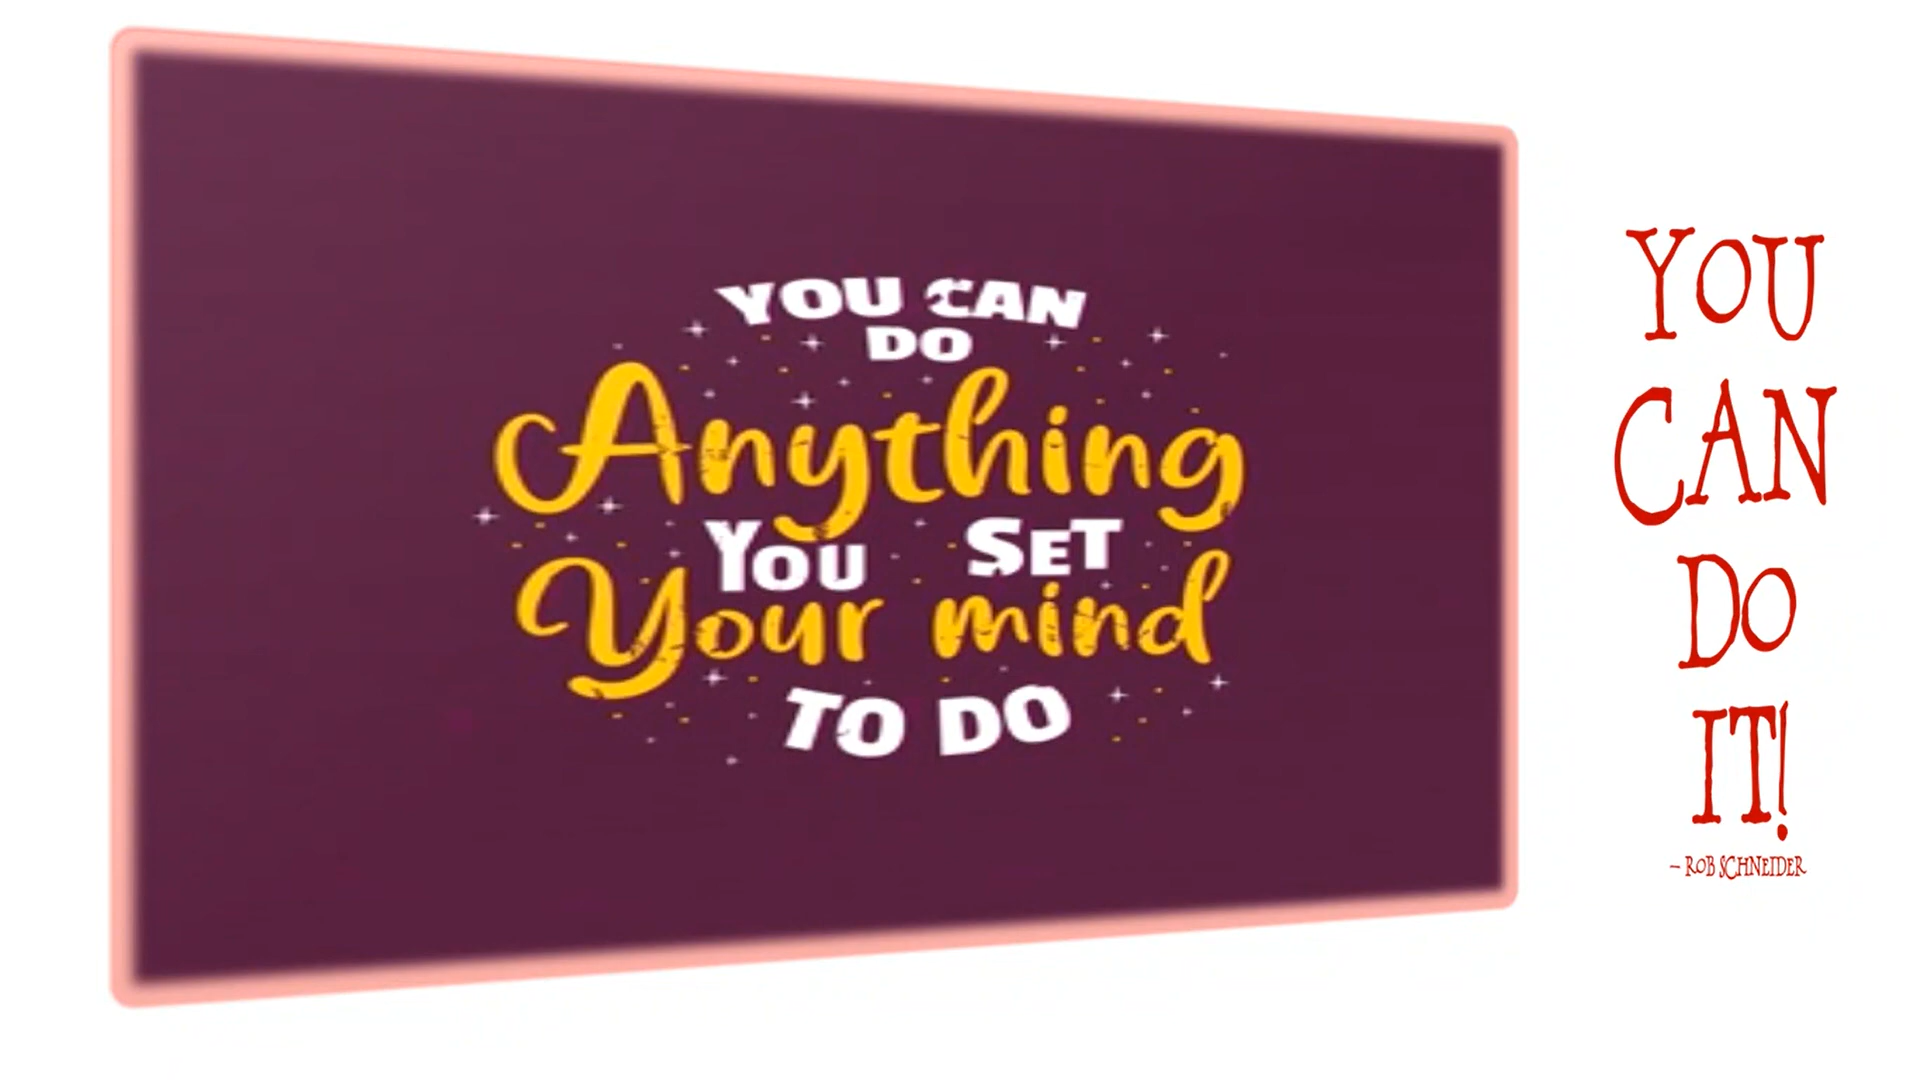 YOU CAN
DO
Anything
YOU SET
Your mind
TO DO
YOU
CAN
DO
IT!
– ROB SCHNEIDER